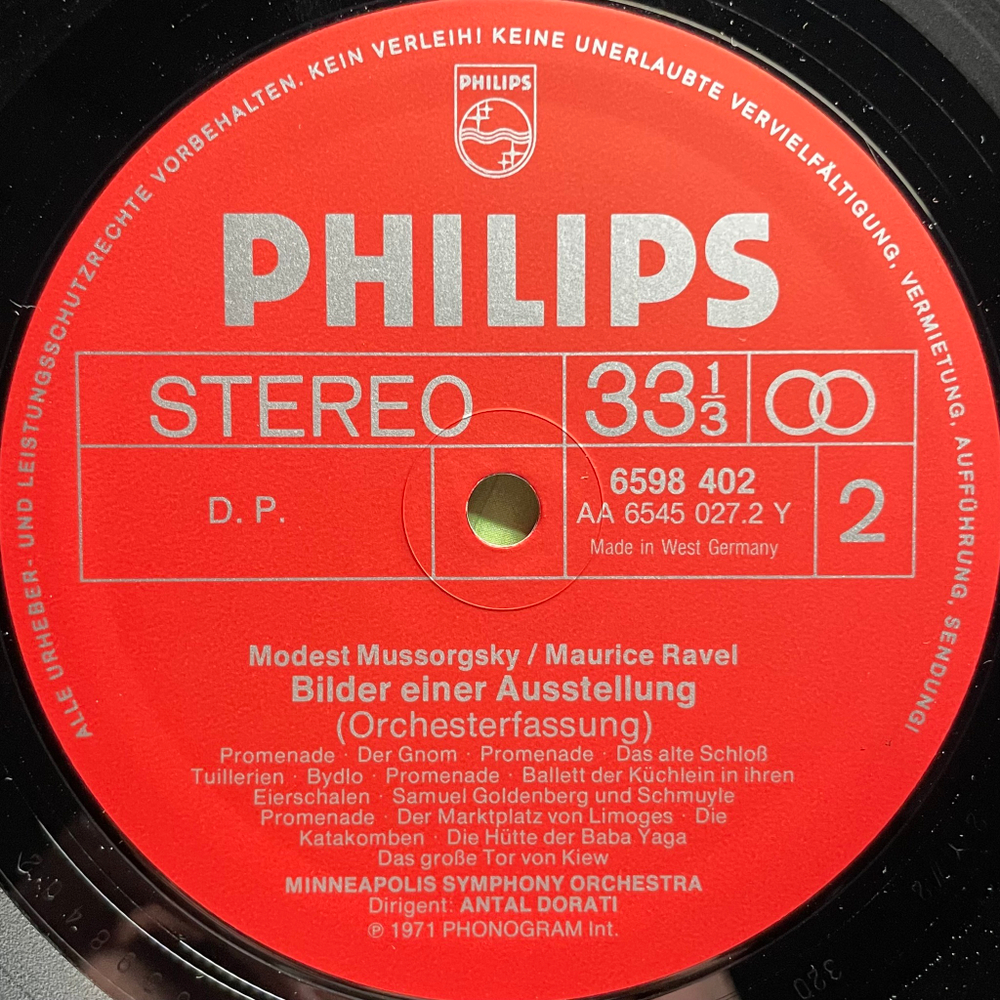 ALLE URHEBER- UND LEISTUNGSSCHUTZRECHTE VORBEHALTEN. KEIN VERLEIH! KEINE UNERLAUBTE VERVIELFÄLTIGUNG, VERMIETUNG, AUFFÜHRUNG, SENDUNG!
PHILIPS
PHILIPS
STEREO
33 1/3
D. P.
6598 402
AA 6545 027.2 Y
Made in West Germany
2
Modest Mussorgsky / Maurice Ravel
Bilder einer Ausstellung
(Orchesterfassung)
Promenade · Der Gnom · Promenade · Das alte Schloß
Tuillerien · Bydlo · Promenade · Ballett der Küchlein in ihren
Eierschalen · Samuel Goldenberg und Schmuyle
Promenade · Der Marktplatz von Limoges · Die
Katakomben · Die Hütte der Baba Yaga
Das große Tor von Kiew
MINNEAPOLIS SYMPHONY ORCHESTRA
Dirigent: ANTAL DORATI
℗ 1971 PHONOGRAM Int.
320